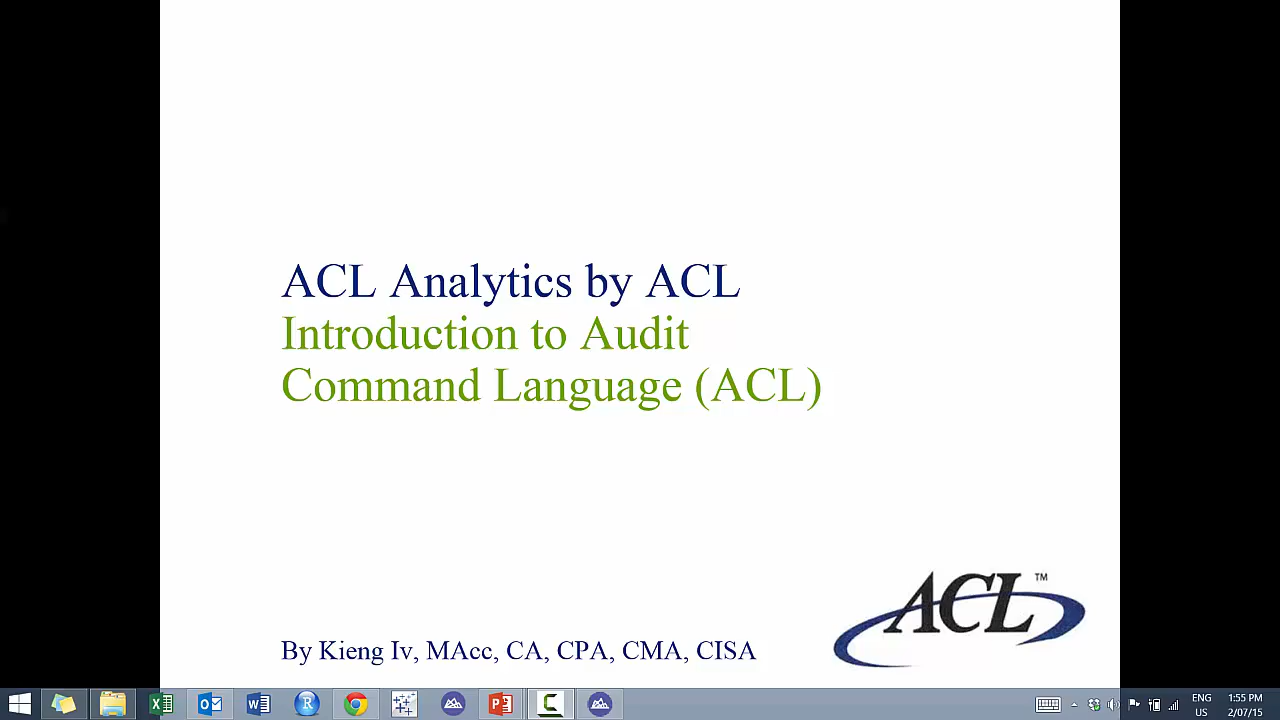 ACL Analytics by ACL
Introduction to Audit
Command Language (ACL)
ACL™
By Kieng Iv, MAcc, CA, CPA, CMA, CISA
ENG
US
1:55 PM
2/07/15